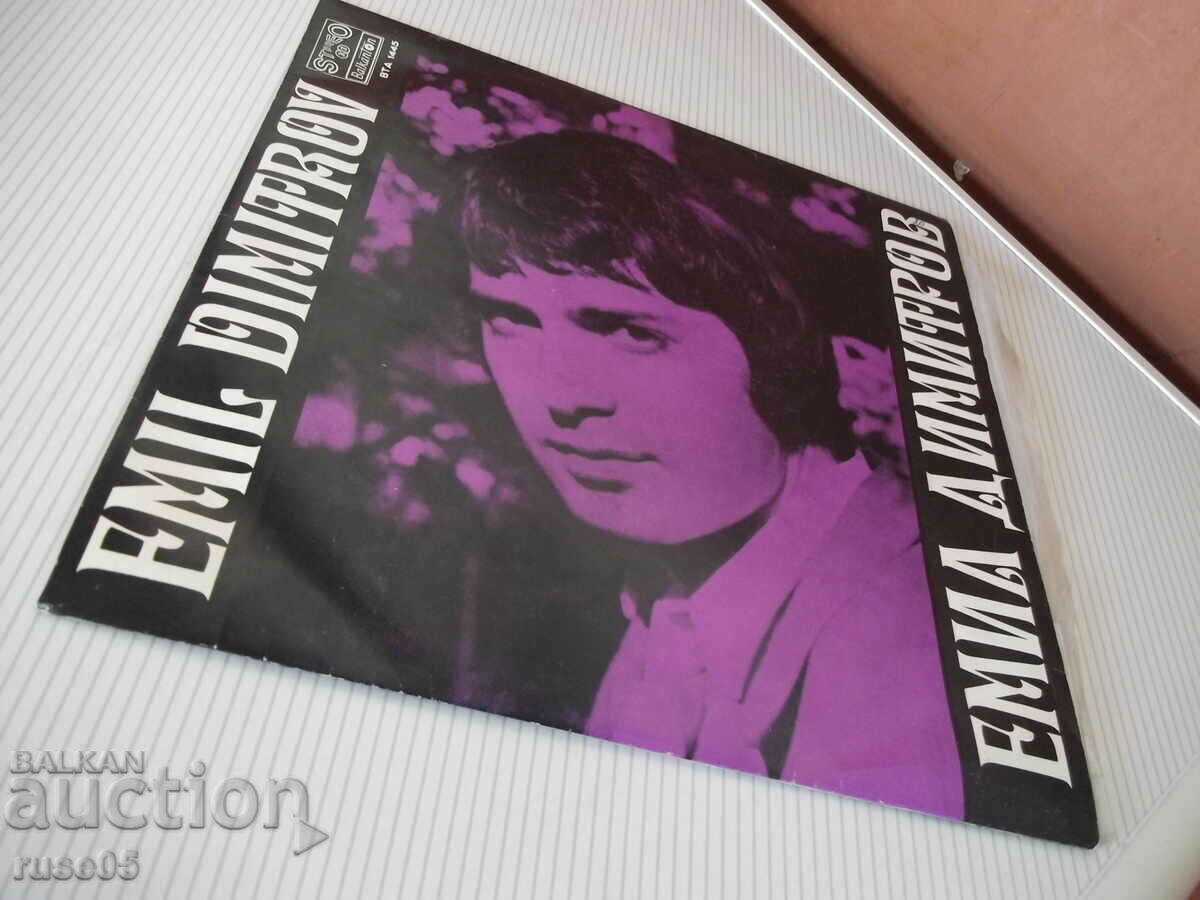 STEREO
Balkanton
BTA 1445
EMIL DIMITROV
ЕМИЛ ДИМИТРОВ
BALKAN
auction
ruse05